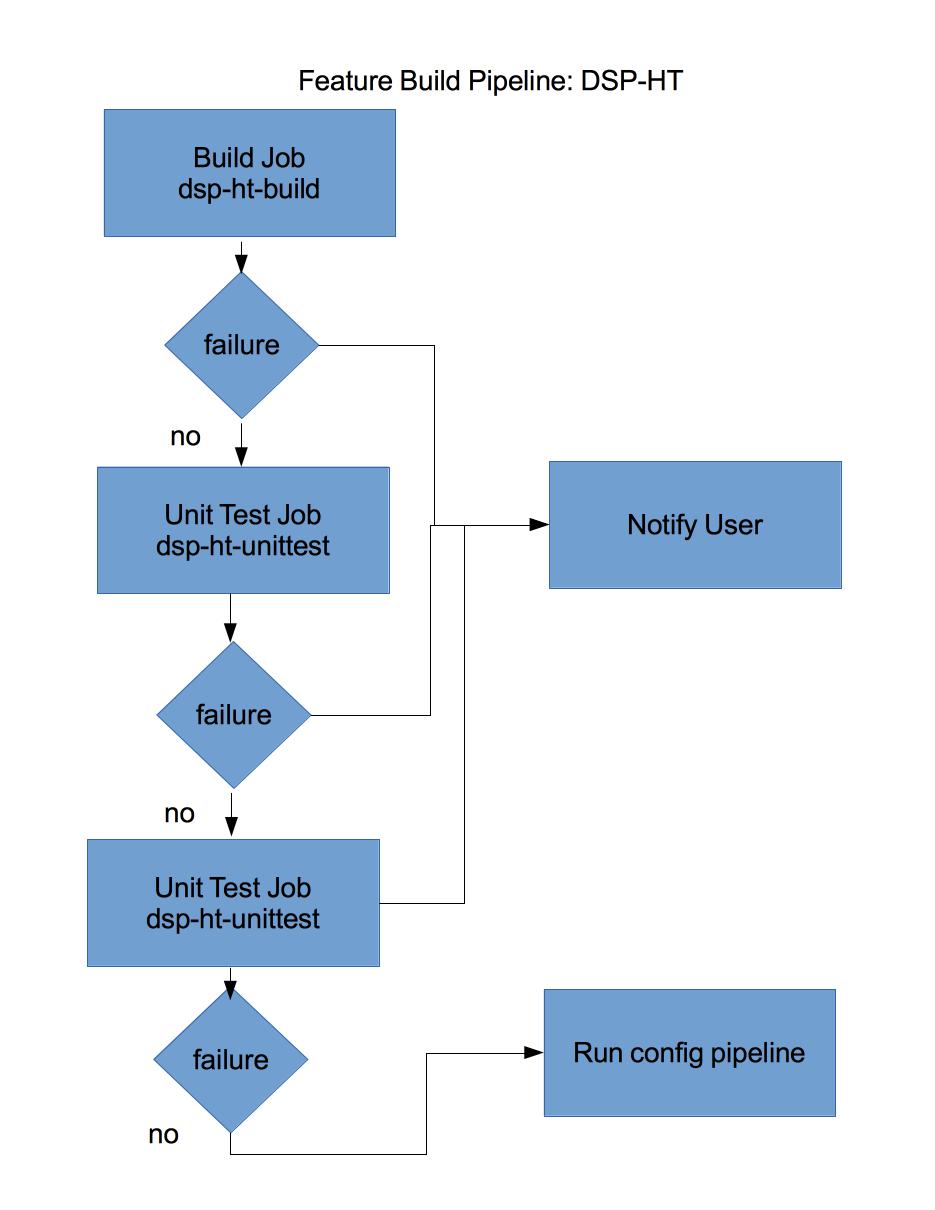 Feature Build Pipeline: DSP-HT
Build Job
dsp-ht-build
failure
no
Unit Test Job
dsp-ht-unittest
Notify User
failure
no
Unit Test Job
dsp-ht-unittest
failure
Run config pipeline
no